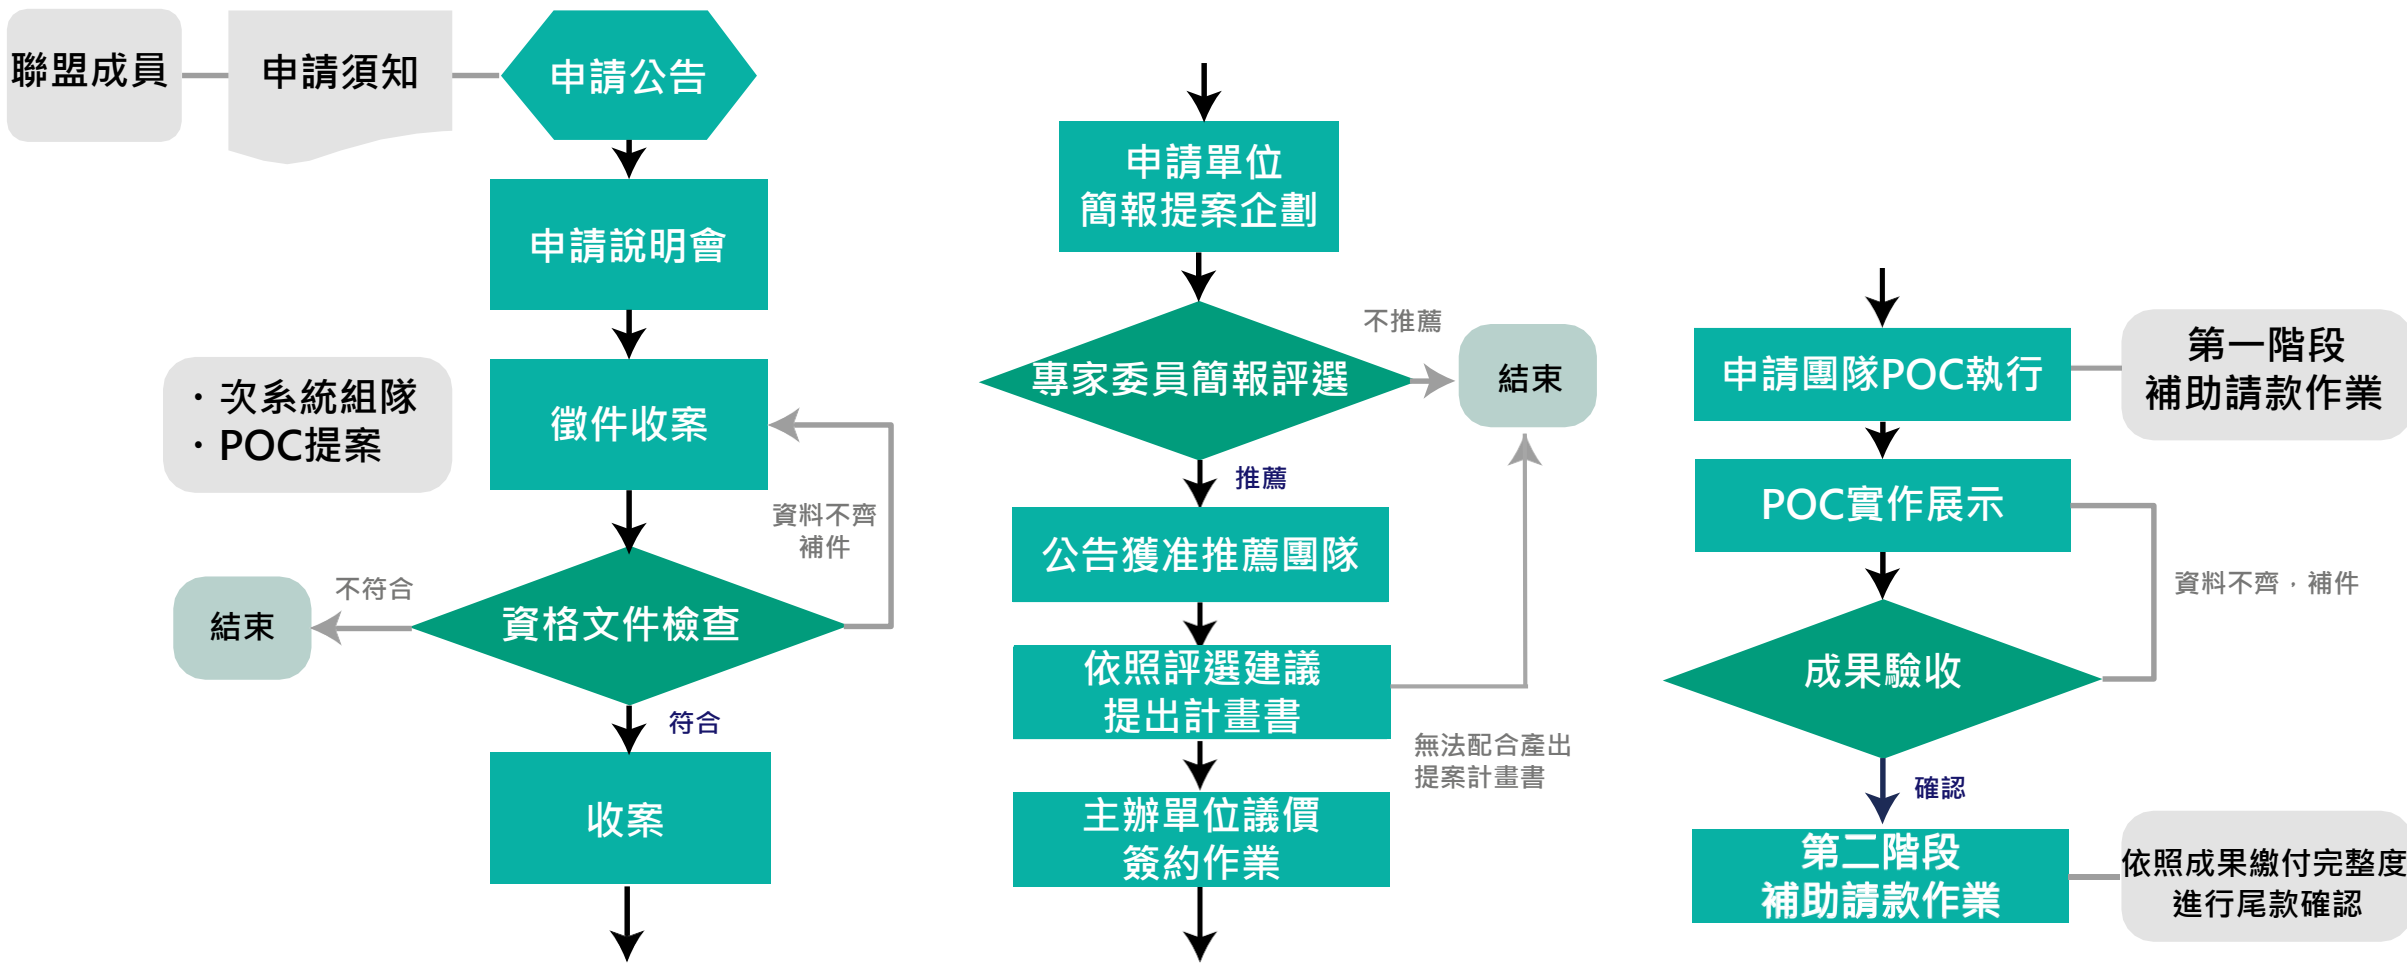 聯盟成員
申請須知
申請公告
申請說明會
・次系統組隊
・POC提案
徵件收案
資料不齊
補件
資格文件檢查
不符合
結束
符合
收案
申請單位
簡報提案企劃
專家委員簡報評選
不推薦
結束
推薦
公告獲准推薦團隊
依照評選建議
提出計畫書
無法配合產出
提案計畫書
主辦單位議價
簽約作業
申請團隊POC執行
第一階段
補助請款作業
POC實作展示
資料不齊，補件
成果驗收
確認
第二階段
補助請款作業
依照成果繳付完整度
進行尾款確認